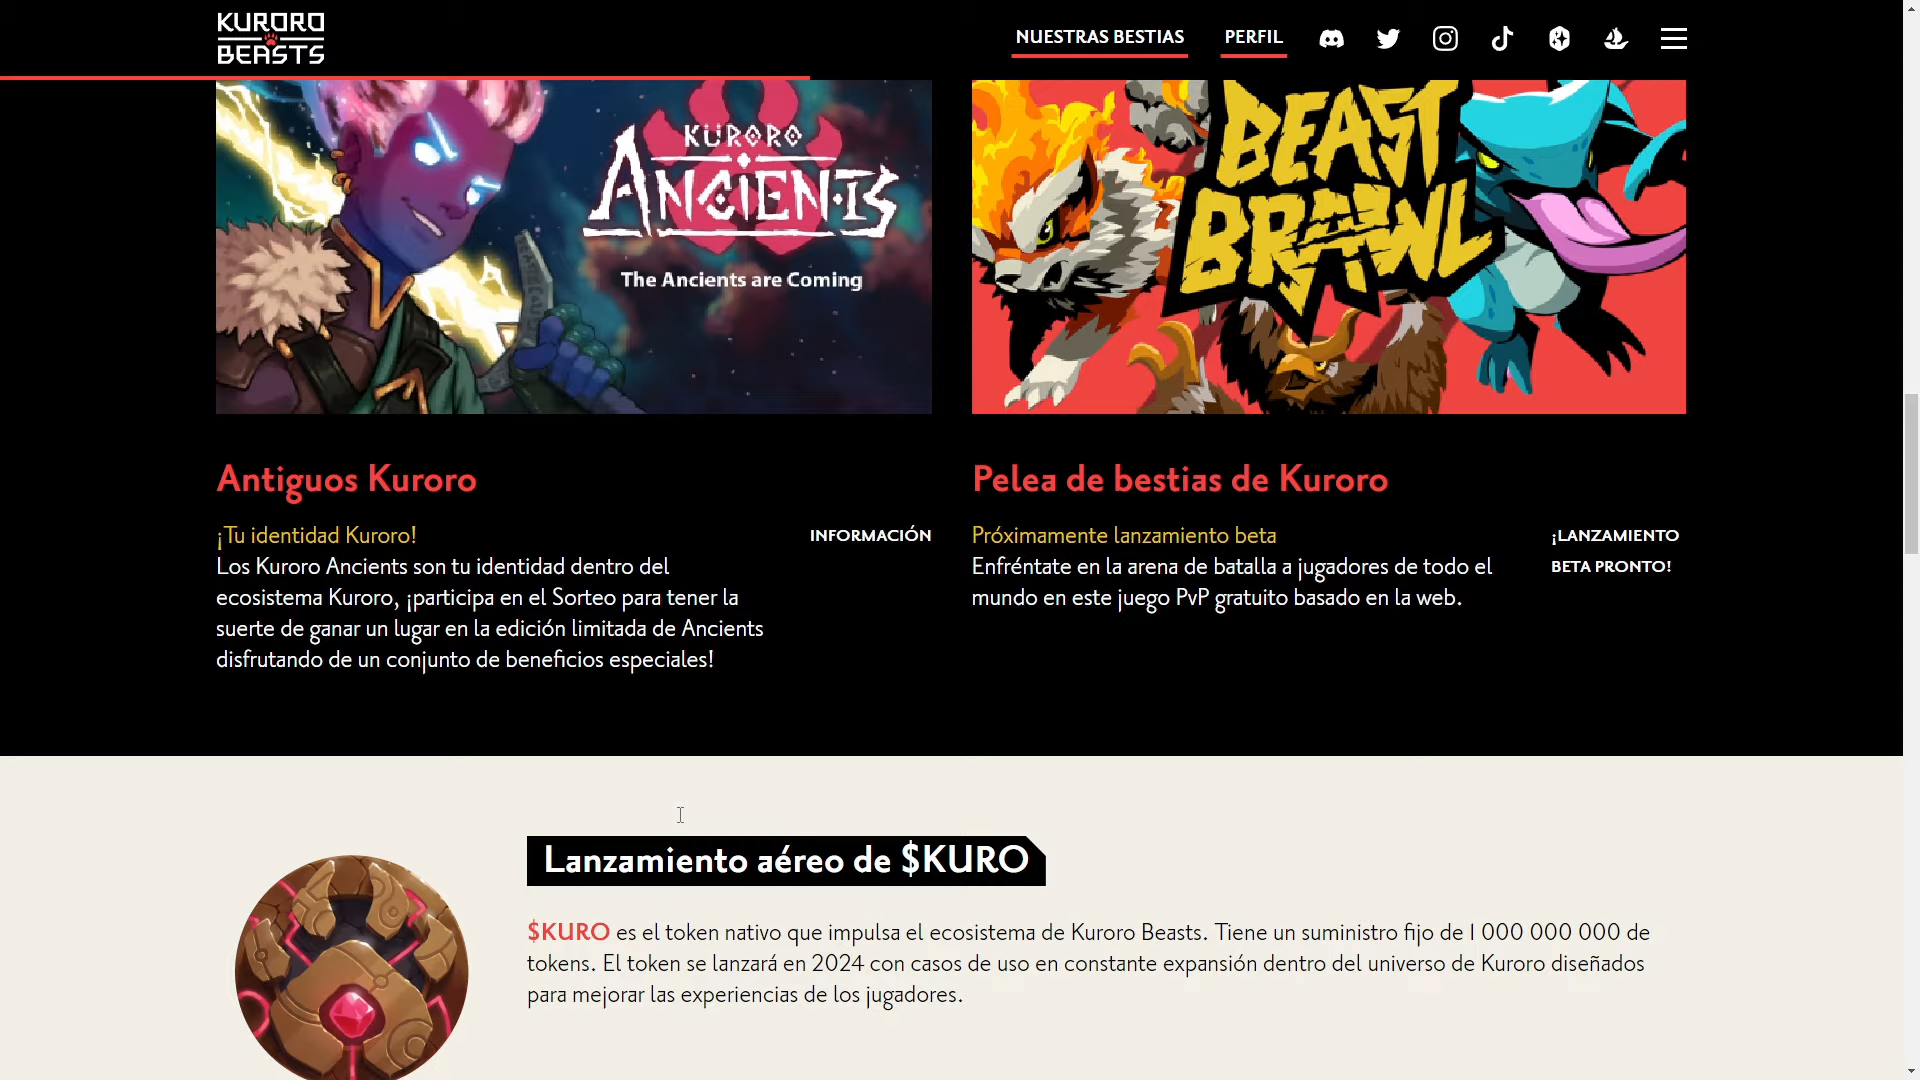 KURORO
BEASTS
NUESTRAS BESTIAS
PERFIL
KURORO
ANCIENTS
The Ancients are Coming
BEAST
BRAWL
Antiguos Kuroro
¡Tu identidad Kuroro!
Los Kuroro Ancients son tu identidad dentro del
ecosistema Kuroro, ¡participa en el Sorteo para tener la
suerte de ganar un lugar en la edición limitada de Ancients
disfrutando de un conjunto de beneficios especiales!
INFORMACIÓN
Pelea de bestias de Kuroro
Próximamente lanzamiento beta
Enfréntate en la arena de batalla a jugadores de todo el
mundo en este juego PvP gratuito basado en la web.
¡LANZAMIENTO
BETA PRONTO!
Lanzamiento aéreo de $KURO
$KURO es el token nativo que impulsa el ecosistema de Kuroro Beasts. Tiene un suministro fijo de 1 000 000 000 de
tokens. El token se lanzará en 2024 con casos de uso en constante expansión dentro del universo de Kuroro diseñados
para mejorar las experiencias de los jugadores.